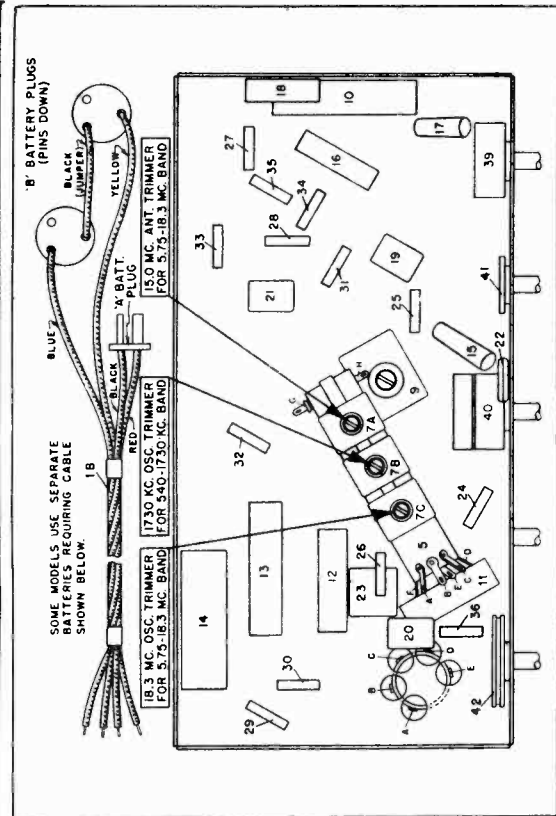 SOME MODELS USE SEPARATE
BATTERIES REQUIRING CABLE
SHOWN BELOW.
'B' BATTERY PLUGS
(PINS DOWN)
BLACK
(JUMPER)
YELLOW
BLUE
'A' BATT.
PLUG
BLACK
RED
1B
18.3 MC. OSC. TRIMMER
FOR 5.75-18.3 MC. BAND
1730 KC. OSC. TRIMMER
FOR 540-1730 KC. BAND
15.0 MC. ANT. TRIMMER
FOR 5.75-18.3 MC. BAND
14
13
12
32
33
27
18
10
35
16
28
34
21
31
19
17
39
25
41
15
22
40
9
H
G
7A
7B
7C
5
26
23
24
F
A
B
E
C
D
11
20
36
30
29
C
D
B
E
A
42